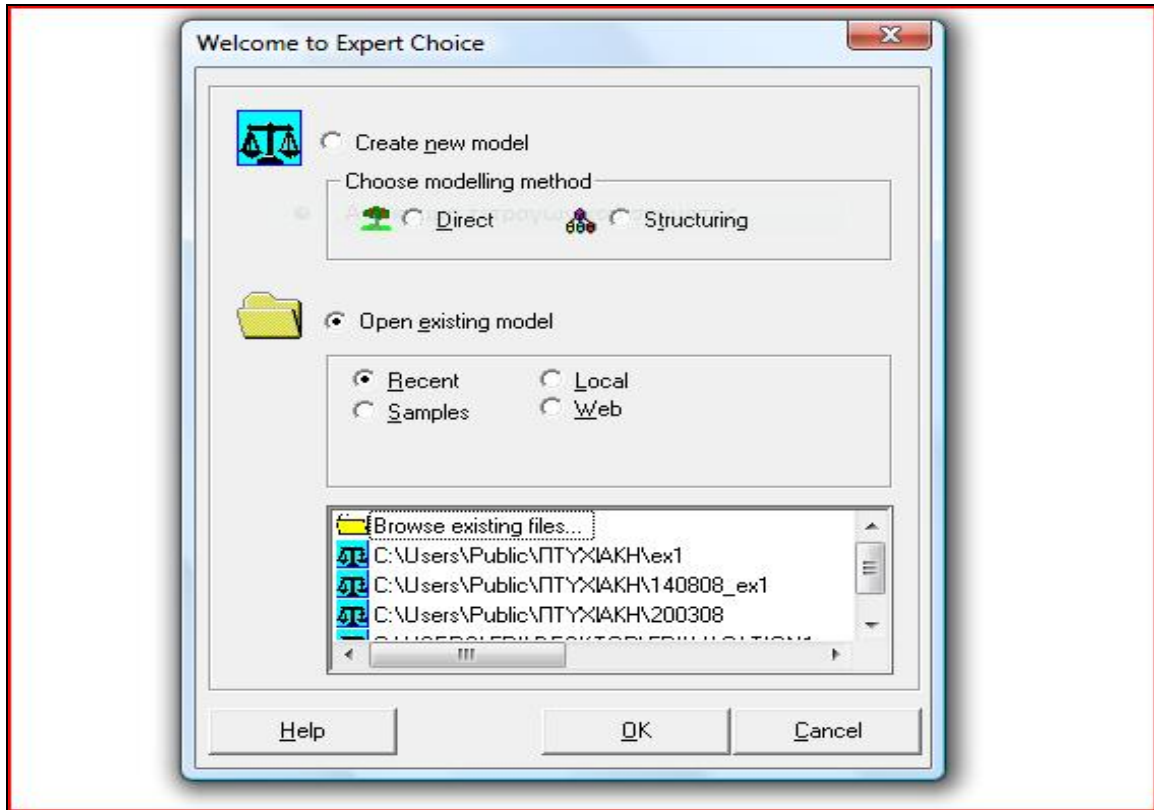 Welcome to Expert Choice
Create new model
Choose modelling method
Direct Structuring
Open existing model
Recent Local
Samples Web
Browse existing files...
C:\Users\Public\ΠΤΥΧΙΑΚΗ\ex1
C:\Users\Public\ΠΤΥΧΙΑΚΗ\140808_ex1
C:\Users\Public\ΠΤΥΧΙΑΚΗ\200308
Help OK Cancel